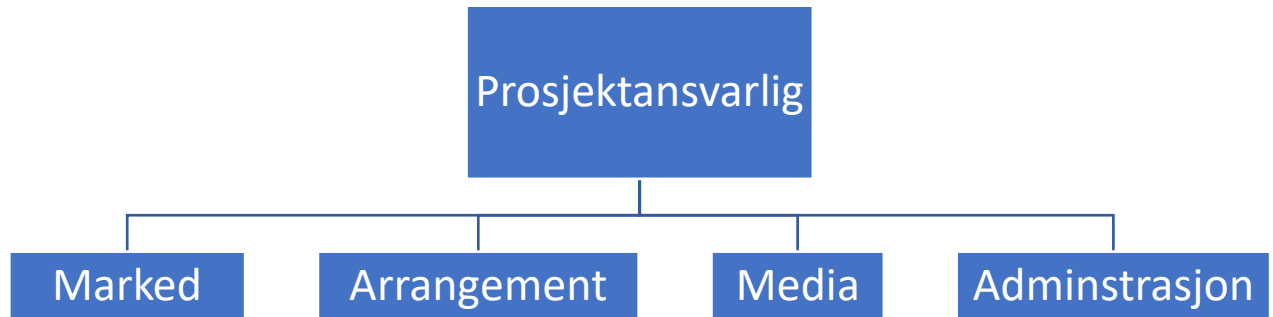 Prosjektansvarlig
Marked
Arrangement
Media
Adminstrasjon